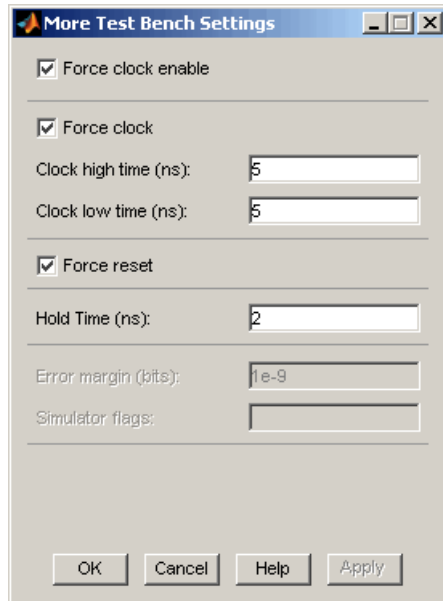 More Test Bench Settings
Force clock enable
Force clock
Clock high time (ns): 5
Clock low time (ns): 5
Force reset
Hold Time (ns): 2
Error margin (bits): 1e-9
Simulator flags:
OK Cancel Help Apply